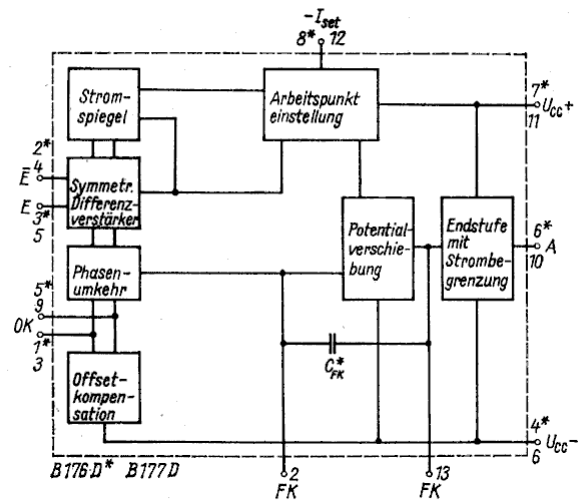 -I_set
8* 12
Strom-
spiegel
Arbeitspunkt
einstellung
7*
U_CC+
11
2*
Ē 4
E
3*
5
Symmetr.
Differenz-
verstärker
Potential-
verschie-
bung
Endstufe
mit
Strombe-
grenzung
6*
A
10
Phasen-
umkehr
5*
9
OK
1*
3
C_FK*
Offset-
kompen-
sation
4*
U_CC-
6
B176D* B177D
2
FK
13
FK